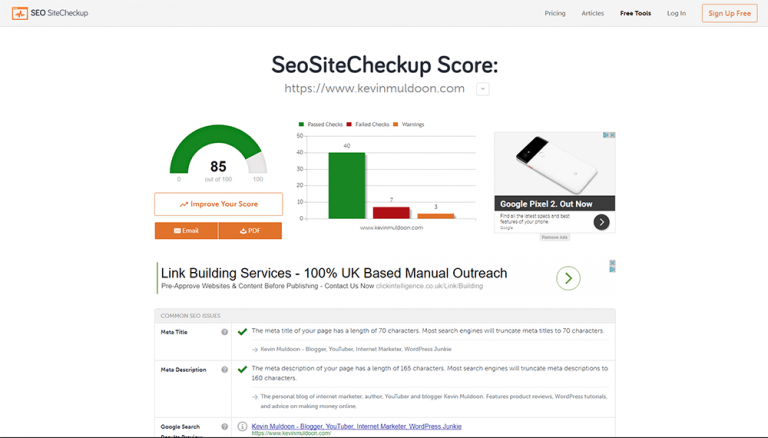 SEO SiteCheckup
Pricing Articles Free Tools Log In Sign Up Free
SeoSiteCheckup Score:
https://www.kevinmuldoon.com
85
0 out of 100 100
Improve Your Score
Email PDF
Passed Checks Failed Checks Warnings
50
40
30
20
10
0
40
7
3
www.kevinmuldoon.com
Google Pixel 2. Out Now
Find all the latest specs and best
features of your phone.
Google
Remove Ads
Link Building Services - 100% UK Based Manual Outreach
Pre-Approve Websites & Content Before Publishing - Contact Us Now clickintelligence.co.uk/Link/Building
COMMON SEO ISSUES
Meta Title
The meta title of your page has a length of 70 characters. Most search engines will truncate meta titles to 70 characters.
→ Kevin Muldoon - Blogger, YouTuber, Internet Marketer, WordPress Junkie
Meta Description
The meta description of your page has a length of 165 characters. Most search engines will truncate meta descriptions to
160 characters.
→ The personal blog of internet marketer, author, YouTuber and blogger Kevin Muldoon. Features product reviews, WordPress tutorials,
and advice on making money online.
Google Search
Results Preview
Kevin Muldoon - Blogger, YouTuber, Internet Marketer, WordPress Junkie
https://www.kevinmuldoon.com/